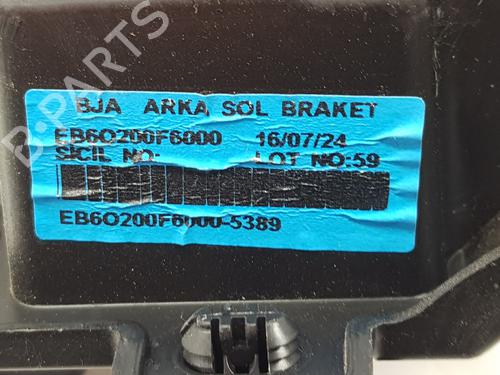 BJA ARKA SOL BRAKET
EB6O200F6000 16/07/24
SICIL NO: LOT NO:59
EB6O200F6000-5389
B-PARTS